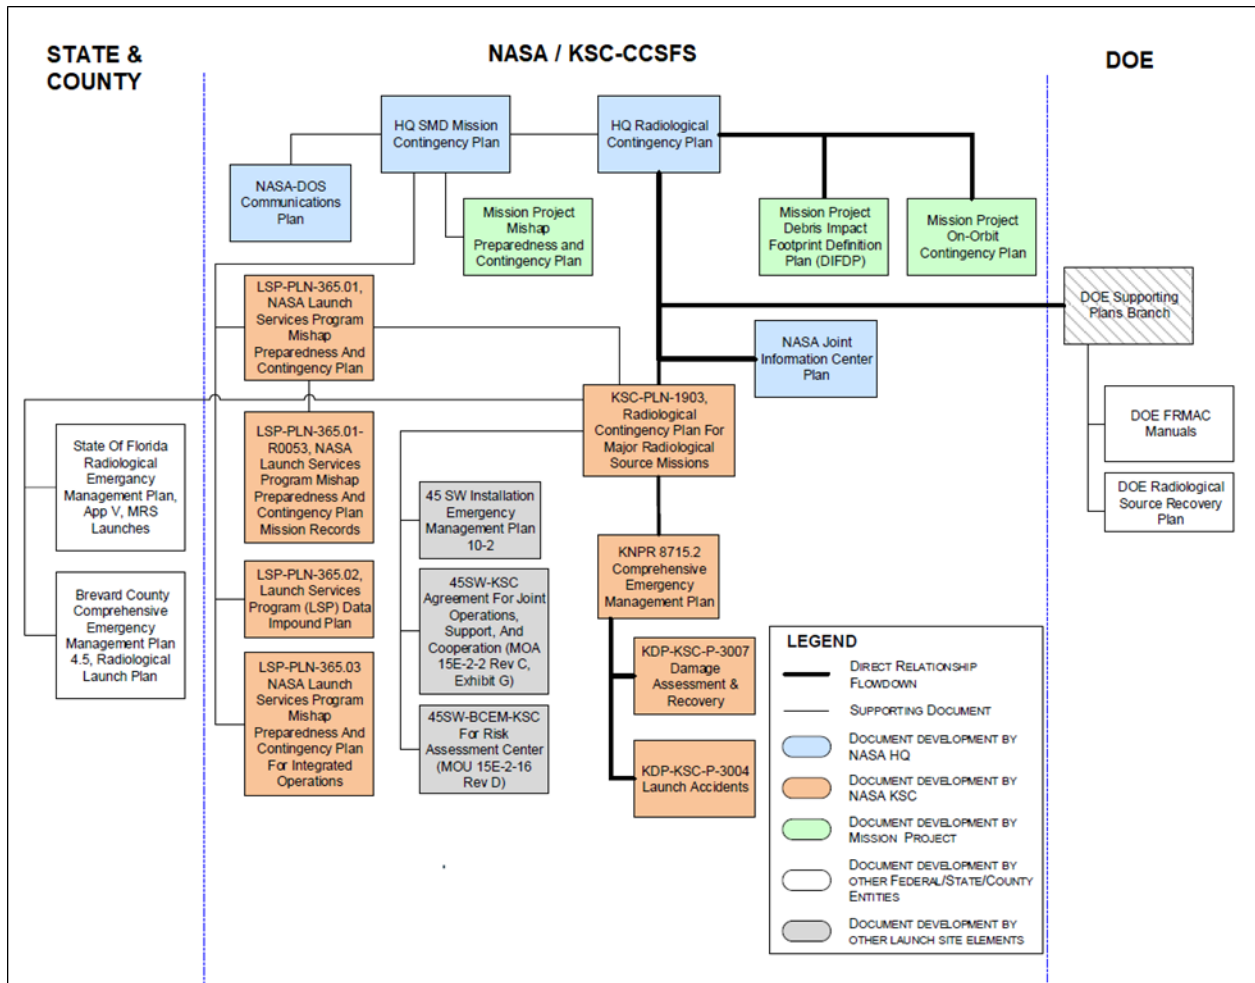 STATE &
COUNTY
NASA / KSC-CCSFS
DOE
HQ SMD Mission
Contingency Plan
HQ Radiological
Contingency Plan
NASA-DOS
Communications
Plan
Mission Project
Mishap
Preparedness and
Contingency Plan
Mission Project
Debris Impact
Footprint Definition
Plan (DIFDP)
Mission Project
On-Orbit
Contingency Plan
LSP-PLN-365.01,
NASA Launch
Services Program
Mishap
Preparedness And
Contingency Plan
DOE Supporting
Plans Branch
NASA Joint
Information Center
Plan
KSC-PLN-1903,
Radiological
Contingency Plan For
Major Radiological
Source Missions
DOE FRMAC
Manuals
State Of Florida
Radiological
Emergancy
Management Plan,
App V, MRS
Launches
LSP-PLN-365.01-
R0053, NASA
Launch Services
Program Mishap
Preparedness And
Contingency Plan
Mission Records
45 SW Installation
Emergency
Management Plan
10-2
DOE Radiological
Source Recovery
Plan
KNPR 8715.2
Comprehensive
Emergency
Management Plan
Brevard County
Comprehensive
Emergency
Management Plan
4.5, Radiological
Launch Plan
LSP-PLN-365.02,
Launch Services
Program (LSP) Data
Impound Plan
45SW-KSC
Agreement For Joint
Operations,
Support, And
Cooperation (MOA
15E-2-2 Rev C,
Exhibit G)
LSP-PLN-365.03
NASA Launch
Services Program
Mishap
Preparedness And
Contingency Plan
For Integrated
Operations
KDP-KSC-P-3007
Damage
Assessment &
Recovery
45SW-BCEM-KSC
For Risk
Assessment Center
(MOU 15E-2-16
Rev D)
KDP-KSC-P-3004
Launch Accidents
LEGEND
DIRECT RELATIONSHIP
FLOWDOWN
SUPPORTING DOCUMENT
DOCUMENT DEVELOPMENT BY
NASA HQ
DOCUMENT DEVELOPMENT BY
NASA KSC
DOCUMENT DEVELOPMENT BY
MISSION PROJECT
DOCUMENT DEVELOPMENT BY
OTHER FEDERAL/STATE/COUNTY
ENTITIES
DOCUMENT DEVELOPMENT BY
OTHER LAUNCH SITE ELEMENTS